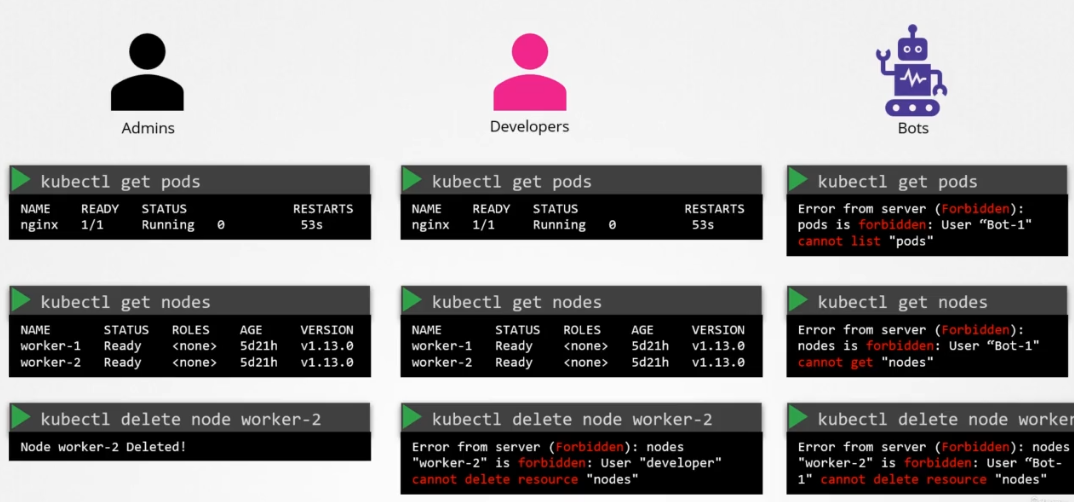 Admins
kubectl get pods
NAME READY STATUS RESTARTS
nginx 1/1 Running 0 53s
kubectl get nodes
NAME STATUS ROLES AGE VERSION
worker-1 Ready <none> 5d21h v1.13.0
worker-2 Ready <none> 5d21h v1.13.0
kubectl delete node worker-2
Node worker-2 Deleted!
Developers
kubectl get pods
NAME READY STATUS RESTARTS
nginx 1/1 Running 0 53s
kubectl get nodes
NAME STATUS ROLES AGE VERSION
worker-1 Ready <none> 5d21h v1.13.0
worker-2 Ready <none> 5d21h v1.13.0
kubectl delete node worker-2
Error from server (Forbidden): nodes
"worker-2" is forbidden: User "developer"
cannot delete resource "nodes"
Bots
kubectl get pods
Error from server (Forbidden):
pods is forbidden: User “Bot-1"
cannot list "pods"
kubectl get nodes
Error from server (Forbidden):
nodes is forbidden: User “Bot-1"
cannot get "nodes"
kubectl delete node worker
Error from server (Forbidden): nodes
"worker-2" is forbidden: User “Bot-
1" cannot delete resource "nodes"